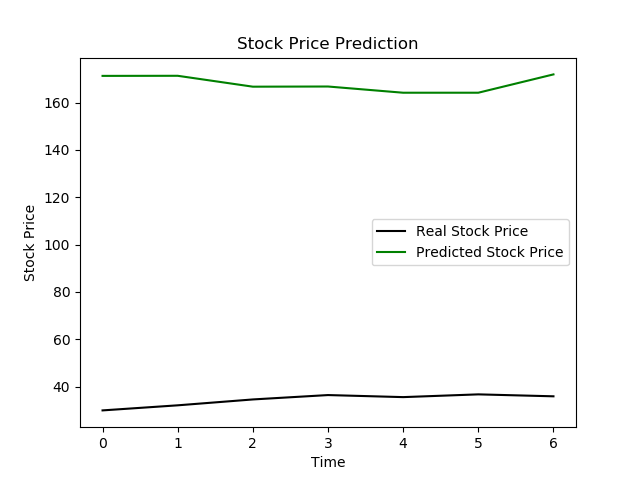 Stock Price Prediction
Stock Price
160
140
120
100
80
60
40
Real Stock Price
Predicted Stock Price
0 1 2 3 4 5 6
Time